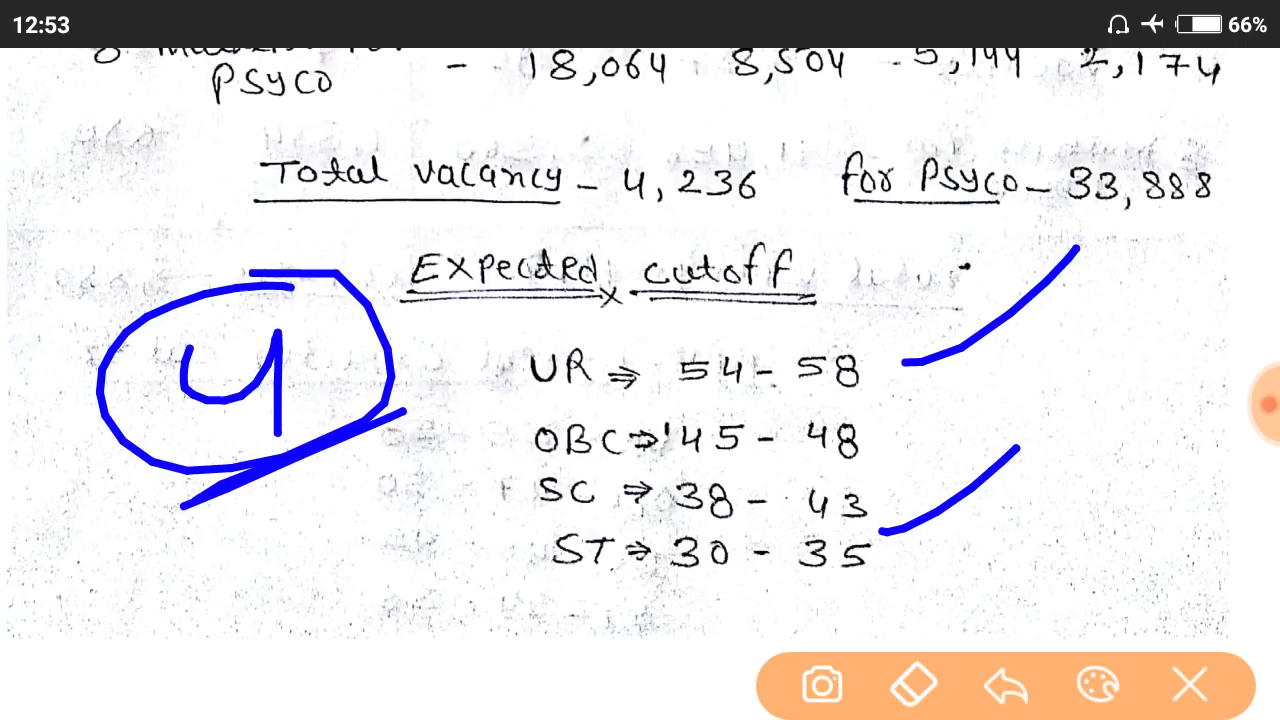 12:53 66%
PSYCO - 18,064 8,504 5,144 2,174
Total vacancy - 4,236 for PSYCO - 33,888
Expected cutoff
UR ⇒ 54 - 58
4
OBC ⇒ 45 - 48
SC ⇒ 38 - 43
ST ⇒ 30 - 35